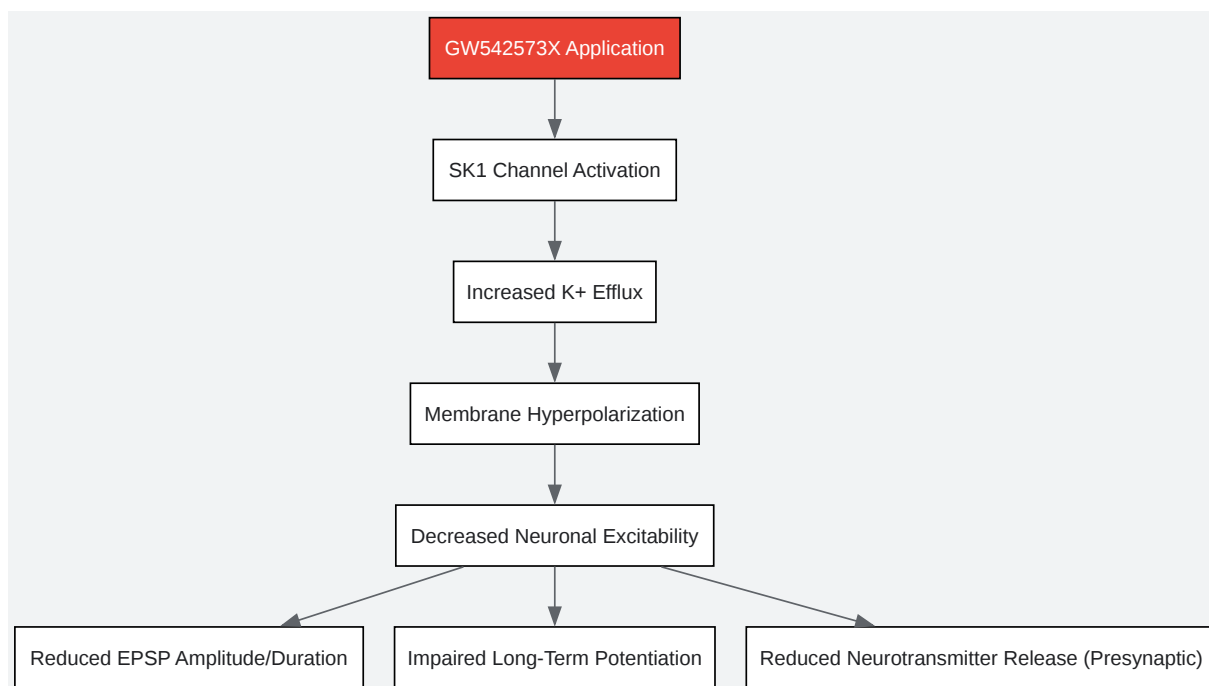 GW542573X Application
SK1 Channel Activation
Increased K+ Efflux
Membrane Hyperpolarization
Decreased Neuronal Excitability
Reduced EPSP Amplitude/Duration
Impaired Long-Term Potentiation
Reduced Neurotransmitter Release (Presynaptic)